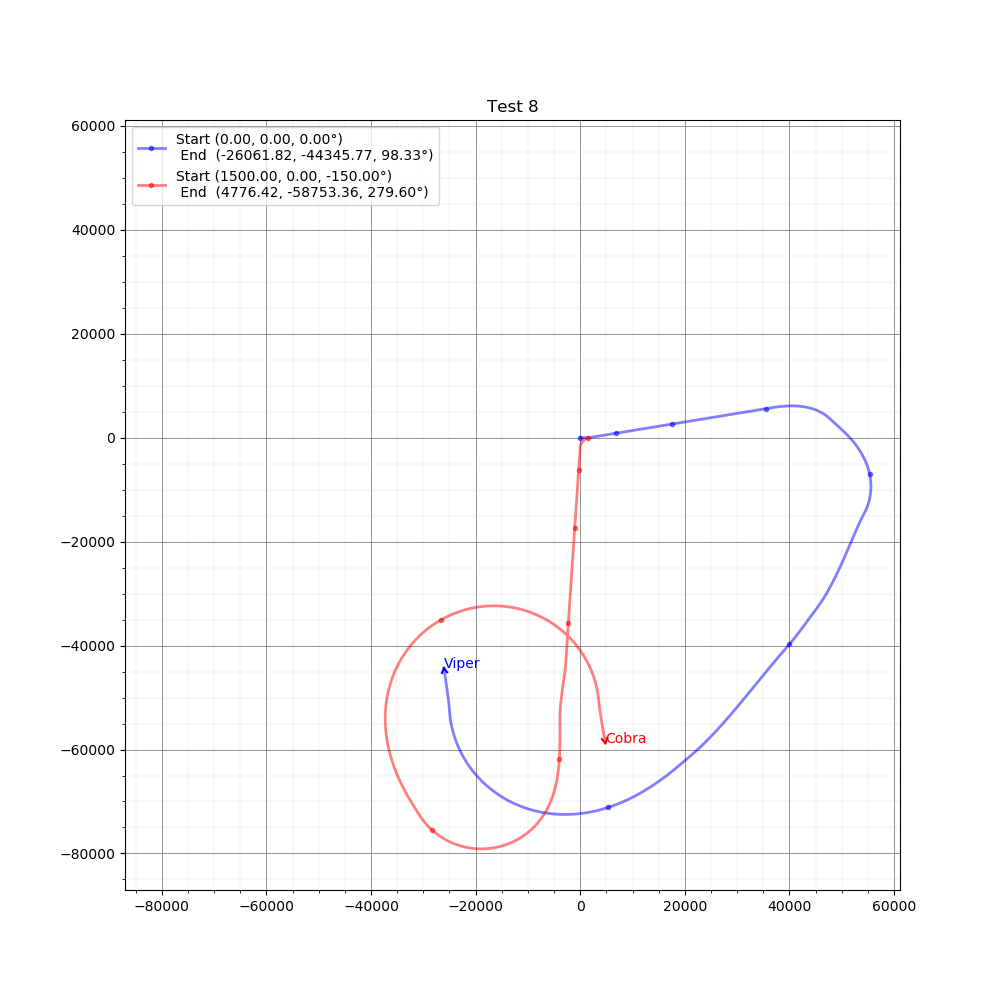 Test 8
Start (0.00, 0.00, 0.00°)
End (-26061.82, -44345.77, 98.33°)
Start (1500.00, 0.00, -150.00°)
End (4776.42, -58753.36, 279.60°)
60000
40000
20000
0
−20000
−40000
−60000
−80000
Viper
Cobra
−80000 −60000 −40000 −20000 0 20000 40000 60000